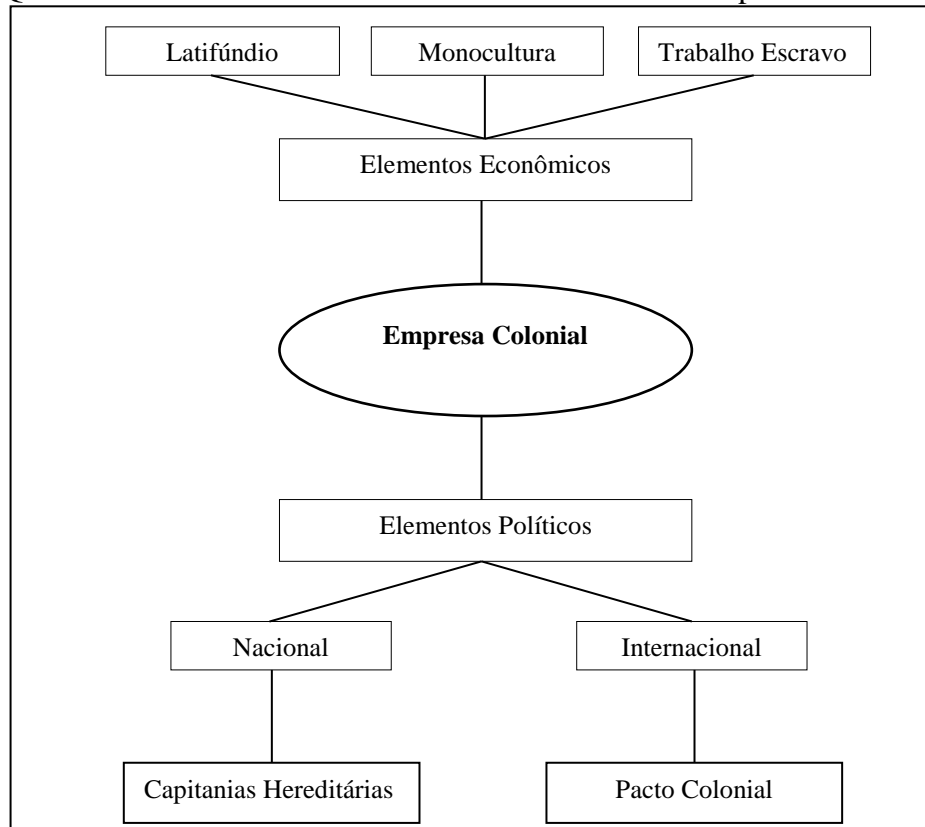 Latifúndio Monocultura Trabalho Escravo
Elementos Econômicos
Empresa Colonial
Elementos Políticos
Nacional Internacional
Capitanias Hereditárias Pacto Colonial